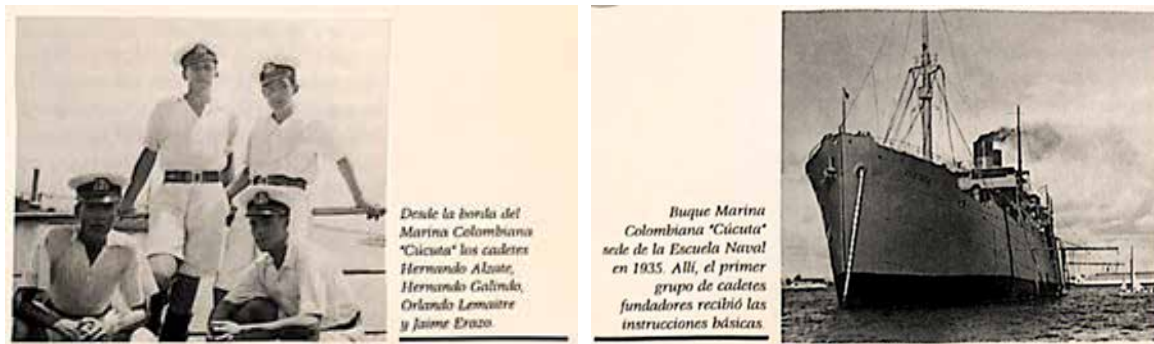 Desde la borda del
Marina Colombiana
"Cúcuta" los cadetes
Hernando Alzate,
Hernando Galindo,
Orlando Lemaitre
y Jaime Erazo.
Buque Marina
Colombiana "Cúcuta"
sede de la Escuela Naval
en 1935. Allí, el primer
grupo de cadetes
fundadores recibió las
instrucciones básicas.